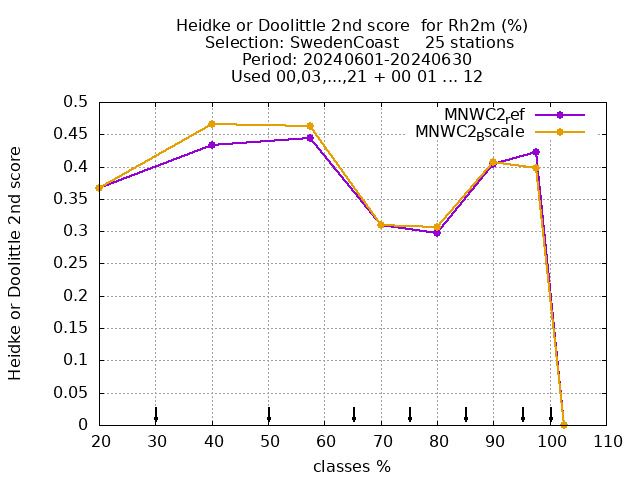 Heidke or Doolittle 2nd score  for Rh2m (%)
Selection: SwedenCoast     25 stations
Period: 20240601-20240630
Used 00,03,...,21 + 00 01 ... 12
MNWC2ref
MNWC2Bscale
0.5
0.45
0.4
0.35
0.3
0.25
0.2
0.15
0.1
0.05
0
Heidke or Doolittle 2nd score
20 30 40 50 60 70 80 90 100 110
classes %